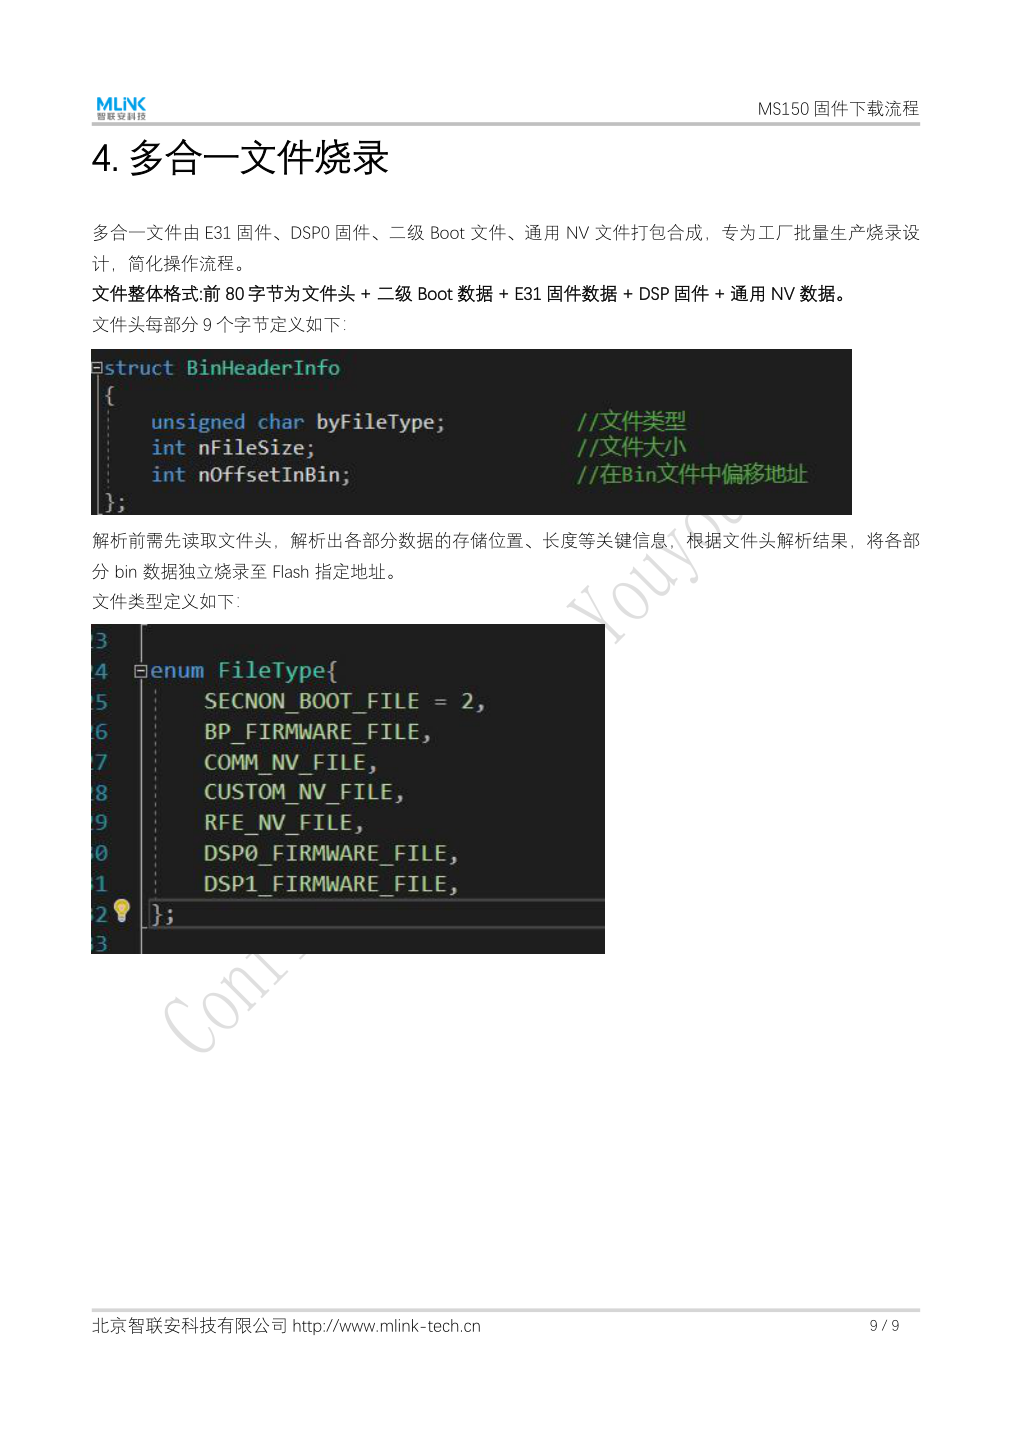 MLiNK
智联安科技
MS150 固件下载流程
4. 多合一文件烧录
多合一文件由 E31 固件、DSP0 固件、二级 Boot 文件、通用 NV 文件打包合成，专为工厂批量生产烧录设
计，简化操作流程。
文件整体格式:前 80 字节为文件头 + 二级 Boot 数据 + E31 固件数据 + DSP 固件 + 通用 NV 数据。
文件头每部分 9 个字节定义如下：
struct BinHeaderInfo
{
unsigned char byFileType; //文件类型
int nFileSize; //文件大小
int nOffsetInBin; //在Bin文件中偏移地址
};
解析前需先读取文件头，解析出各部分数据的存储位置、长度等关键信息，根据文件头解析结果，将各部
分 bin 数据独立烧录至 Flash 指定地址。
文件类型定义如下：
23
24 enum FileType{
25 SECNON_BOOT_FILE = 2,
26 BP_FIRMWARE_FILE,
27 COMM_NV_FILE,
28 CUSTOM_NV_FILE,
29 RFE_NV_FILE,
30 DSP0_FIRMWARE_FILE,
31 DSP1_FIRMWARE_FILE,
32 };
33
北京智联安科技有限公司 http://www.mlink-tech.cn
9 / 9